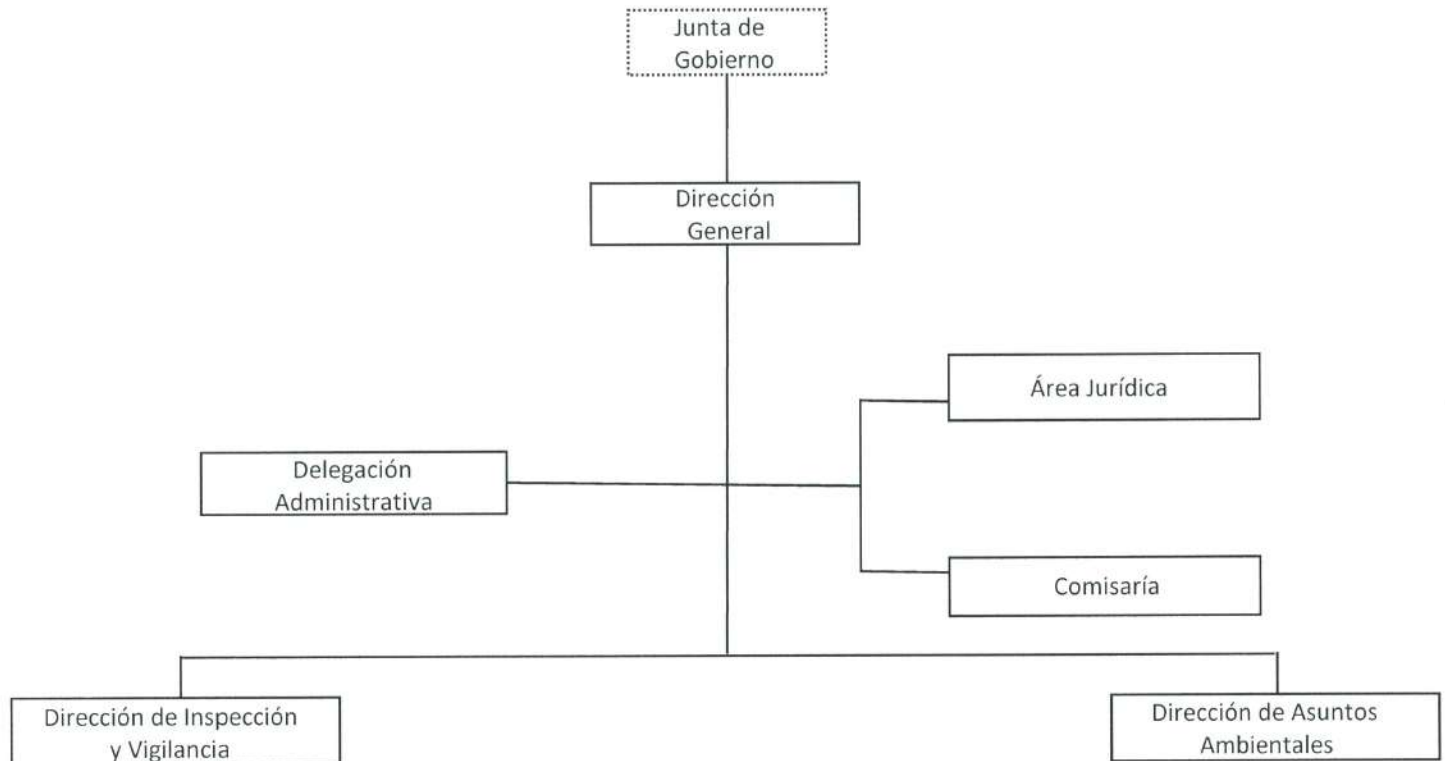 Junta de
Gobierno
Dirección
General
Área Jurídica
Delegación
Administrativa
Comisaría
Dirección de Inspección
y Vigilancia
Dirección de Asuntos
Ambientales